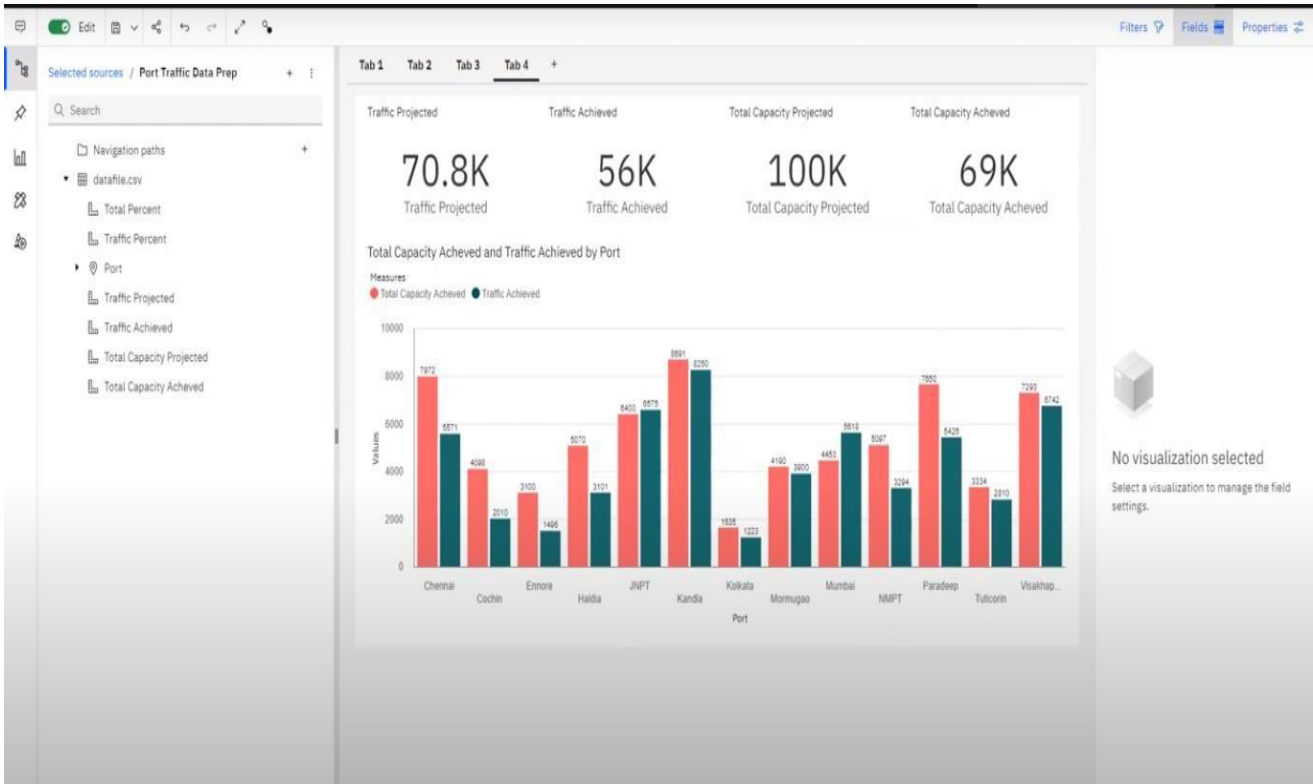 Edit
Filters
Fields
Properties
Selected sources / Port Traffic Data Prep
Search
Navigation paths
datafile.csv
Total Percent
Traffic Percent
Port
Traffic Projected
Traffic Achieved
Total Capacity Projected
Total Capacity Acheved
Tab 1 Tab 2 Tab 3 Tab 4 +
Traffic Projected
70.8K
Traffic Projected
Traffic Achieved
56K
Traffic Achieved
Total Capacity Projected
100K
Total Capacity Projected
Total Capacity Acheved
69K
Total Capacity Acheved
Total Capacity Acheved and Traffic Achieved by Port
Measures
Total Capacity Acheved Traffic Achieved
Values
10000
8000
6000
4000
2000
0
7972 5571
4098 2010
3100 1496
5070 3101
6400 6575
8691 8250
1635 1223
4190 3900
4453 5618
5097 3294
7650 5426
3334 2810
7293 6742
Chennai
Cochin
Ennore
Haldia
JNPT
Kandla
Kolkata
Mormugao
Mumbai
NMPT
Paradeep
Tuticorin
Visakhap...
Port
No visualization selected
Select a visualization to manage the field
settings.